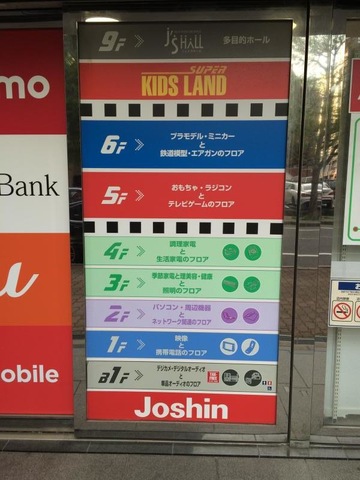 9F
J'S HALL
多目的ホール
SUPER
KIDS LAND
6F
プラモデル・ミニカー
と
鉄道模型・エアガンのフロア
5F
おもちゃ・ラジコン
と
テレビゲームのフロア
4F
調理家電
と
生活家電のフロア
3F
季節家電と理美容・健康
と
照明のフロア
2F
パソコン・周辺機器
と
ネットワーク関連のフロア
1F
映像
と
携帯電話のフロア
a1F
デジカメ・デジタルオーディオ
と
単品オーディオのフロア
Joshin
mo
Bank
u
mobile